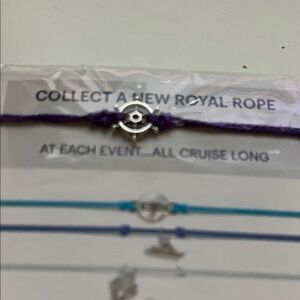 COLLECT A NEW ROYAL ROPE
AT EACH EVENT...ALL CRUISE LONG